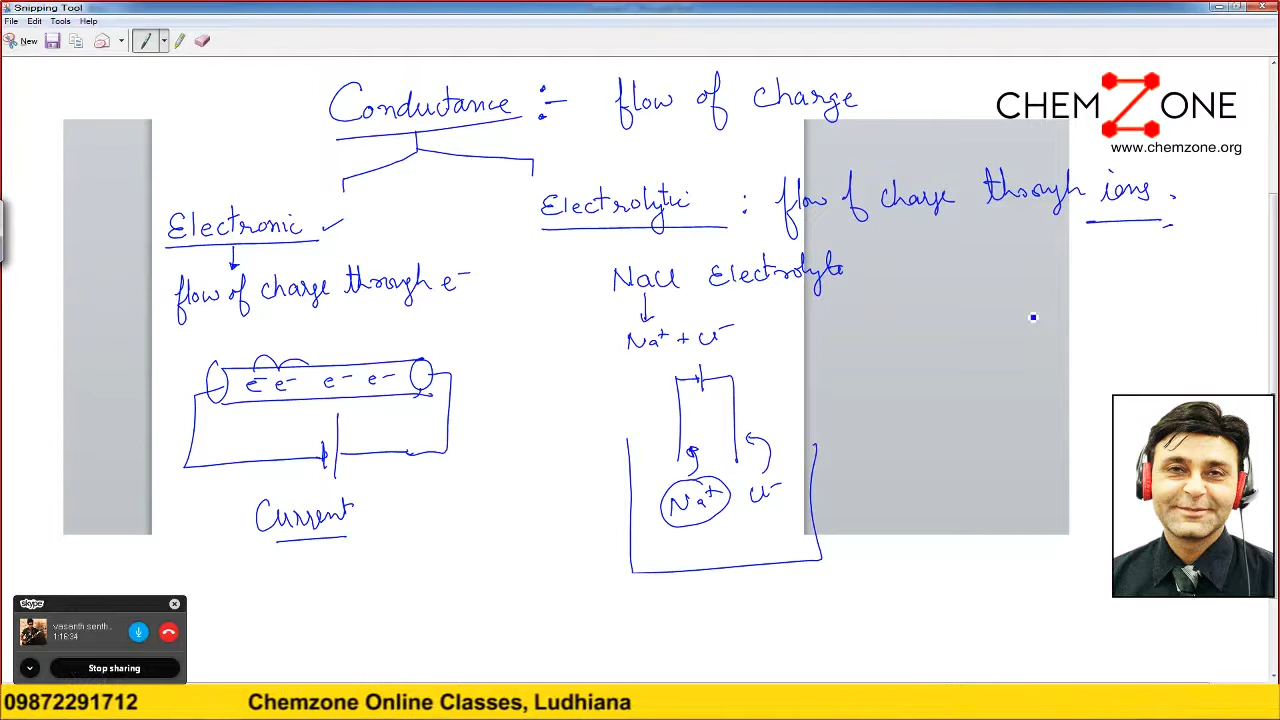 Snipping Tool
File Edit Tools Help
New
Conductance :- flow of charge
CHEMZONE
www.chemzone.org
Electrolytic : flow of charge through ions.
Electronic ✓
flow of charge through e⁻
NaCl Electrolyte
Na⁺ + Cl⁻
e⁻ e⁻ e⁻ e⁻
Na⁺ Cl⁻
Current
skype
vasanth senth..
1:16:34
Stop sharing
09872291712 Chemzone Online Classes, Ludhiana